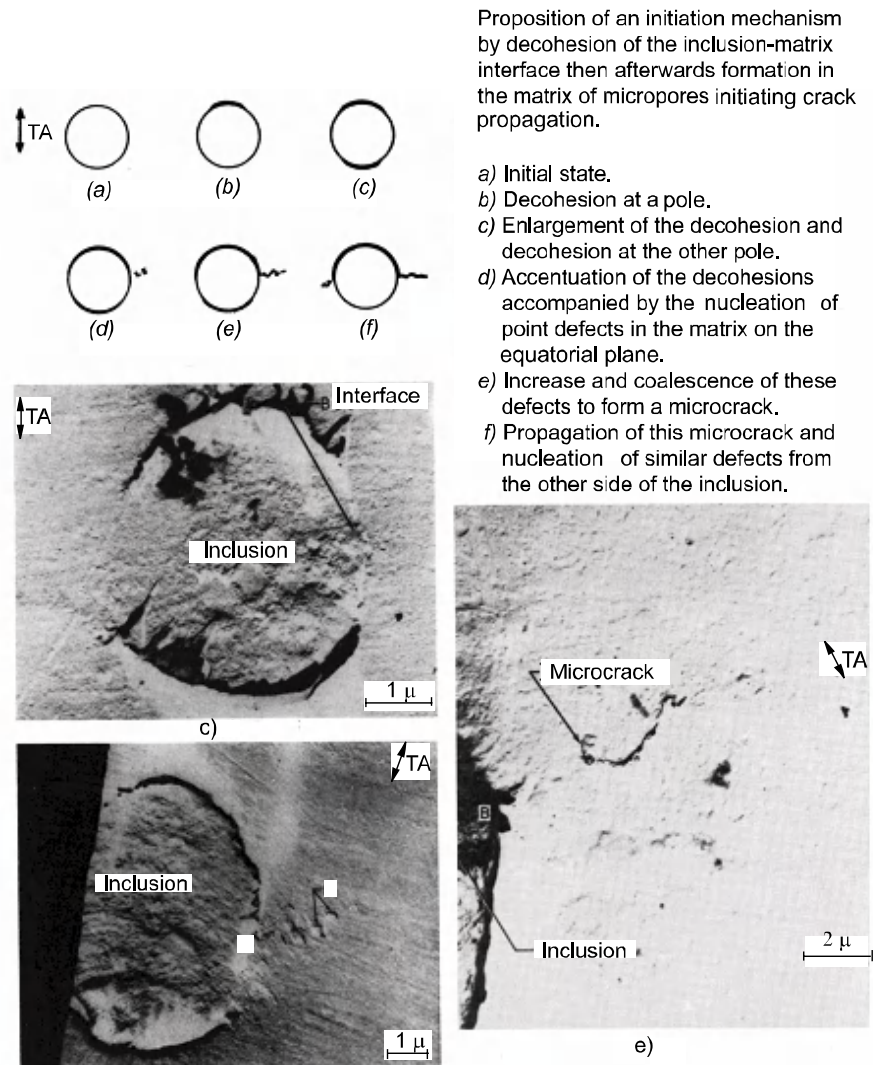 Proposition of an initiation mechanism
by decohesion of the inclusion-matrix
interface then afterwards formation in
the matrix of micropores initiating crack
propagation.
TA
(a)
(b)
(c)
(d)
(e)
(f)
a) Initial state.
b) Decohesion at a pole.
c) Enlargement of the decohesion and
decohesion at the other pole.
d) Accentuation of the decohesions
accompanied by the nucleation of
point defects in the matrix on the
equatorial plane.
e) Increase and coalescence of these
defects to form a microcrack.
f) Propagation of this microcrack and
nucleation of similar defects from
the other side of the inclusion.
TA
B
Interface
Inclusion
1 μ
c)
TA
Inclusion
1 μ
TA
Microcrack
B
Inclusion
2 μ
e)